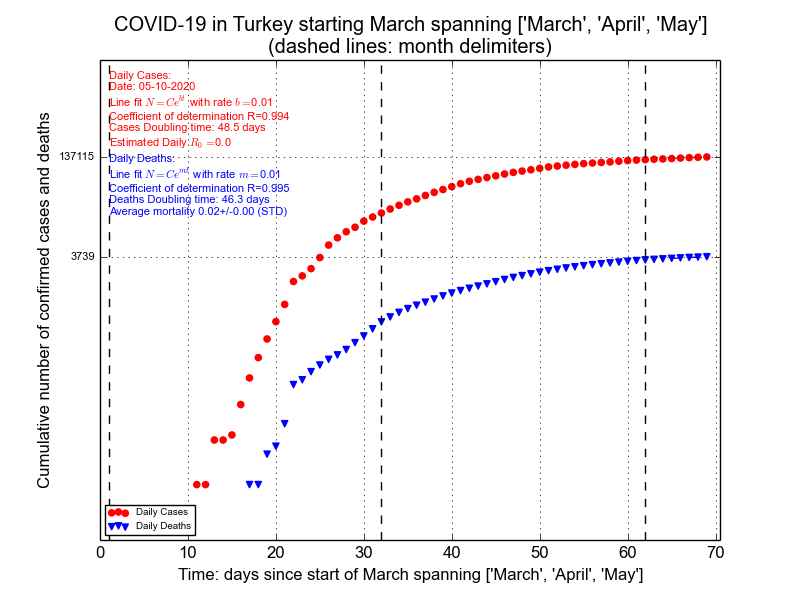 COVID-19 in Turkey starting March spanning ['March', 'April', 'May']
(dashed lines: month delimiters)
Daily Cases:
Date: 05-10-2020
Line fit N = Ce^{bt} with rate b =0.01
Coefficient of determination R=0.994
Cases Doubling time: 48.5 days
Estimated Daily R_0 =0.0
Daily Deaths:
Line fit N = Ce^{mt} with rate m =0.01
Coefficient of determination R=0.995
Deaths Doubling time: 46.3 days
Average mortality 0.02+/-0.00 (STD)
Cumulative number of confirmed cases and deaths
137115
3739
Daily Cases
Daily Deaths
0 10 20 30 40 50 60 70
Time: days since start of March spanning ['March', 'April', 'May']